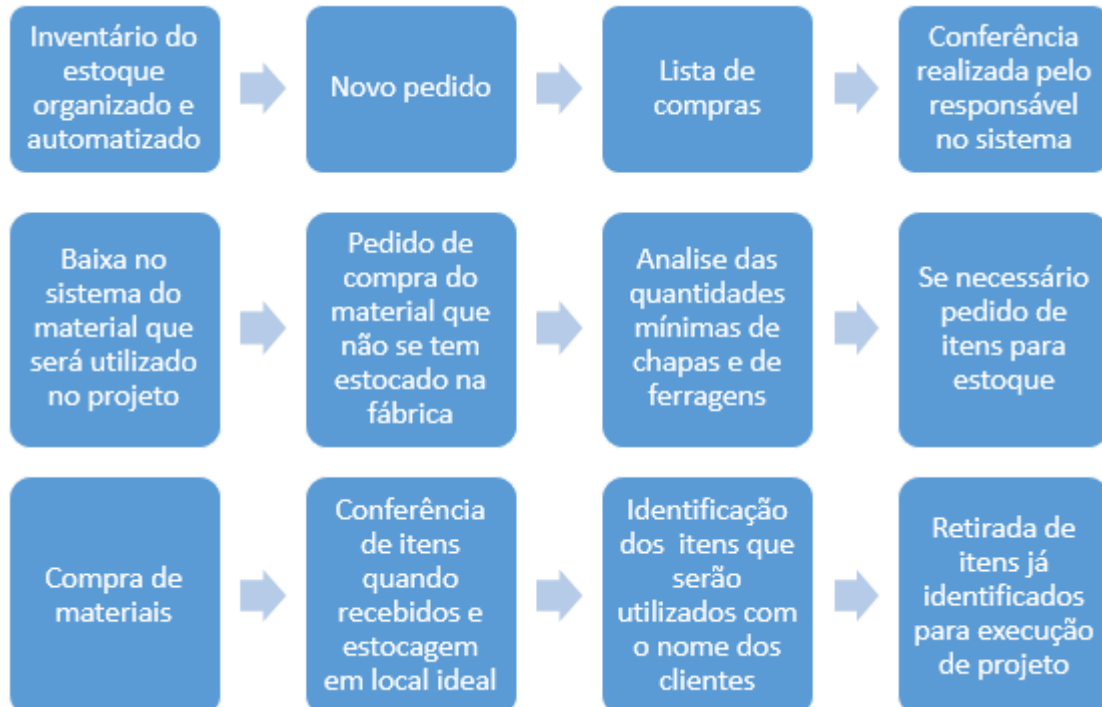 Inventário do
estoque
organizado e
automatizado
Novo pedido
Lista de
compras
Conferência
realizada pelo
responsável
no sistema
Baixa no
sistema do
material que
será utilizado
no projeto
Pedido de
compra do
material que
não se tem
estocado na
fábrica
Analise das
quantidades
mínimas de
chapas e de
ferragens
Se necessário
pedido de
itens para
estoque
Compra de
materiais
Conferência
de itens
quando
recebidos e
estocagem
em local ideal
Identificação
dos itens que
serão
utilizados com
o nome dos
clientes
Retirada de
itens já
identificados
para execução
de projeto